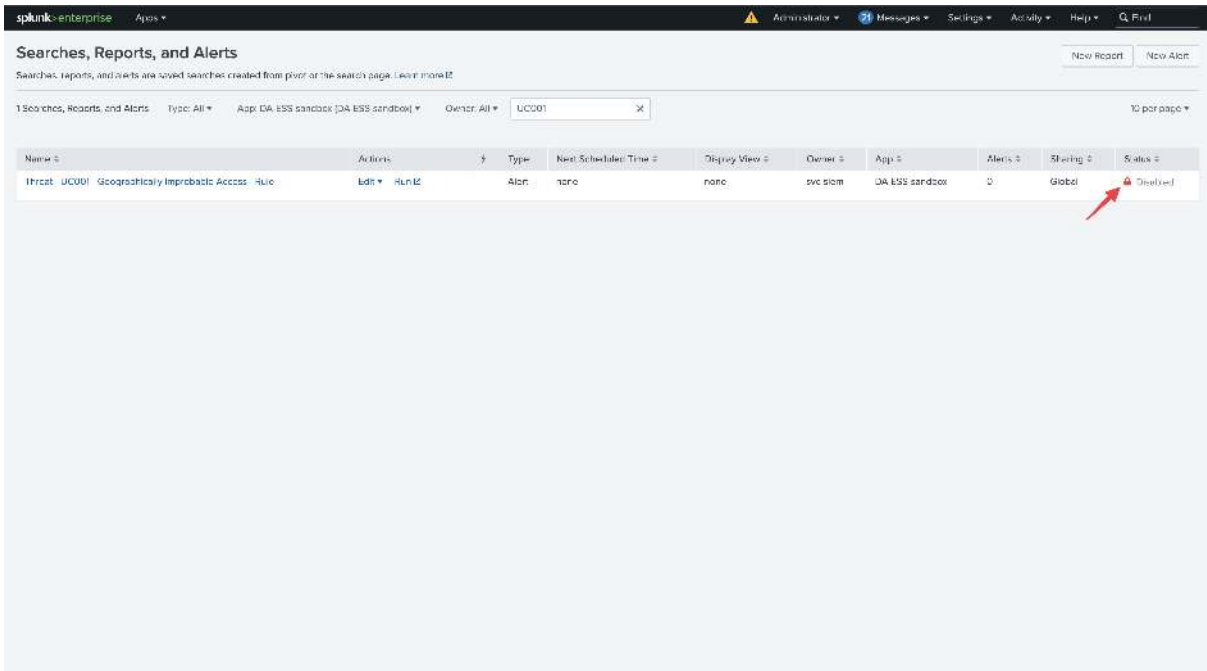 splunk>enterprise Apps Administrator 21 Messages Settings Activity Help Find
Searches, Reports, and Alerts
New Report New Alert
Searches, reports, and alerts are saved searches created from pivot or the search page. Learn more
1 Searches, Reports, and Alerts Type: All App: DA-ESS-sandbox (DA-ESS-sandbox) Owner: All UC001 10 per page
Name Actions Type Next Scheduled Time Display View Owner App Alerts Sharing Status
Threat - UC001 - Geographically Improbable Access - Rule Edit Run Alert none none svc-siem DA-ESS-sandbox 0 Global Disabled